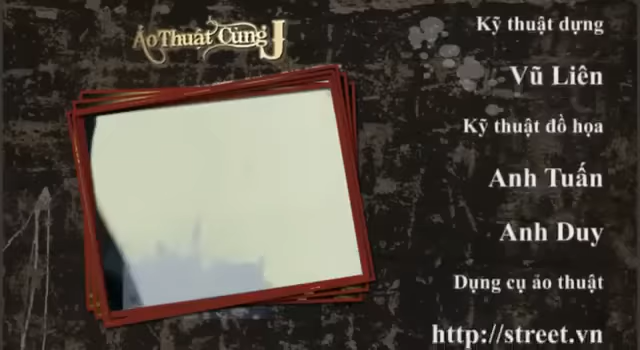 Ảo Thuật Cùng J
Kỹ thuật dựng
Vũ Liên
Kỹ thuật đồ họa
Anh Tuấn
Anh Duy
Dụng cụ ảo thuật
http://street.vn